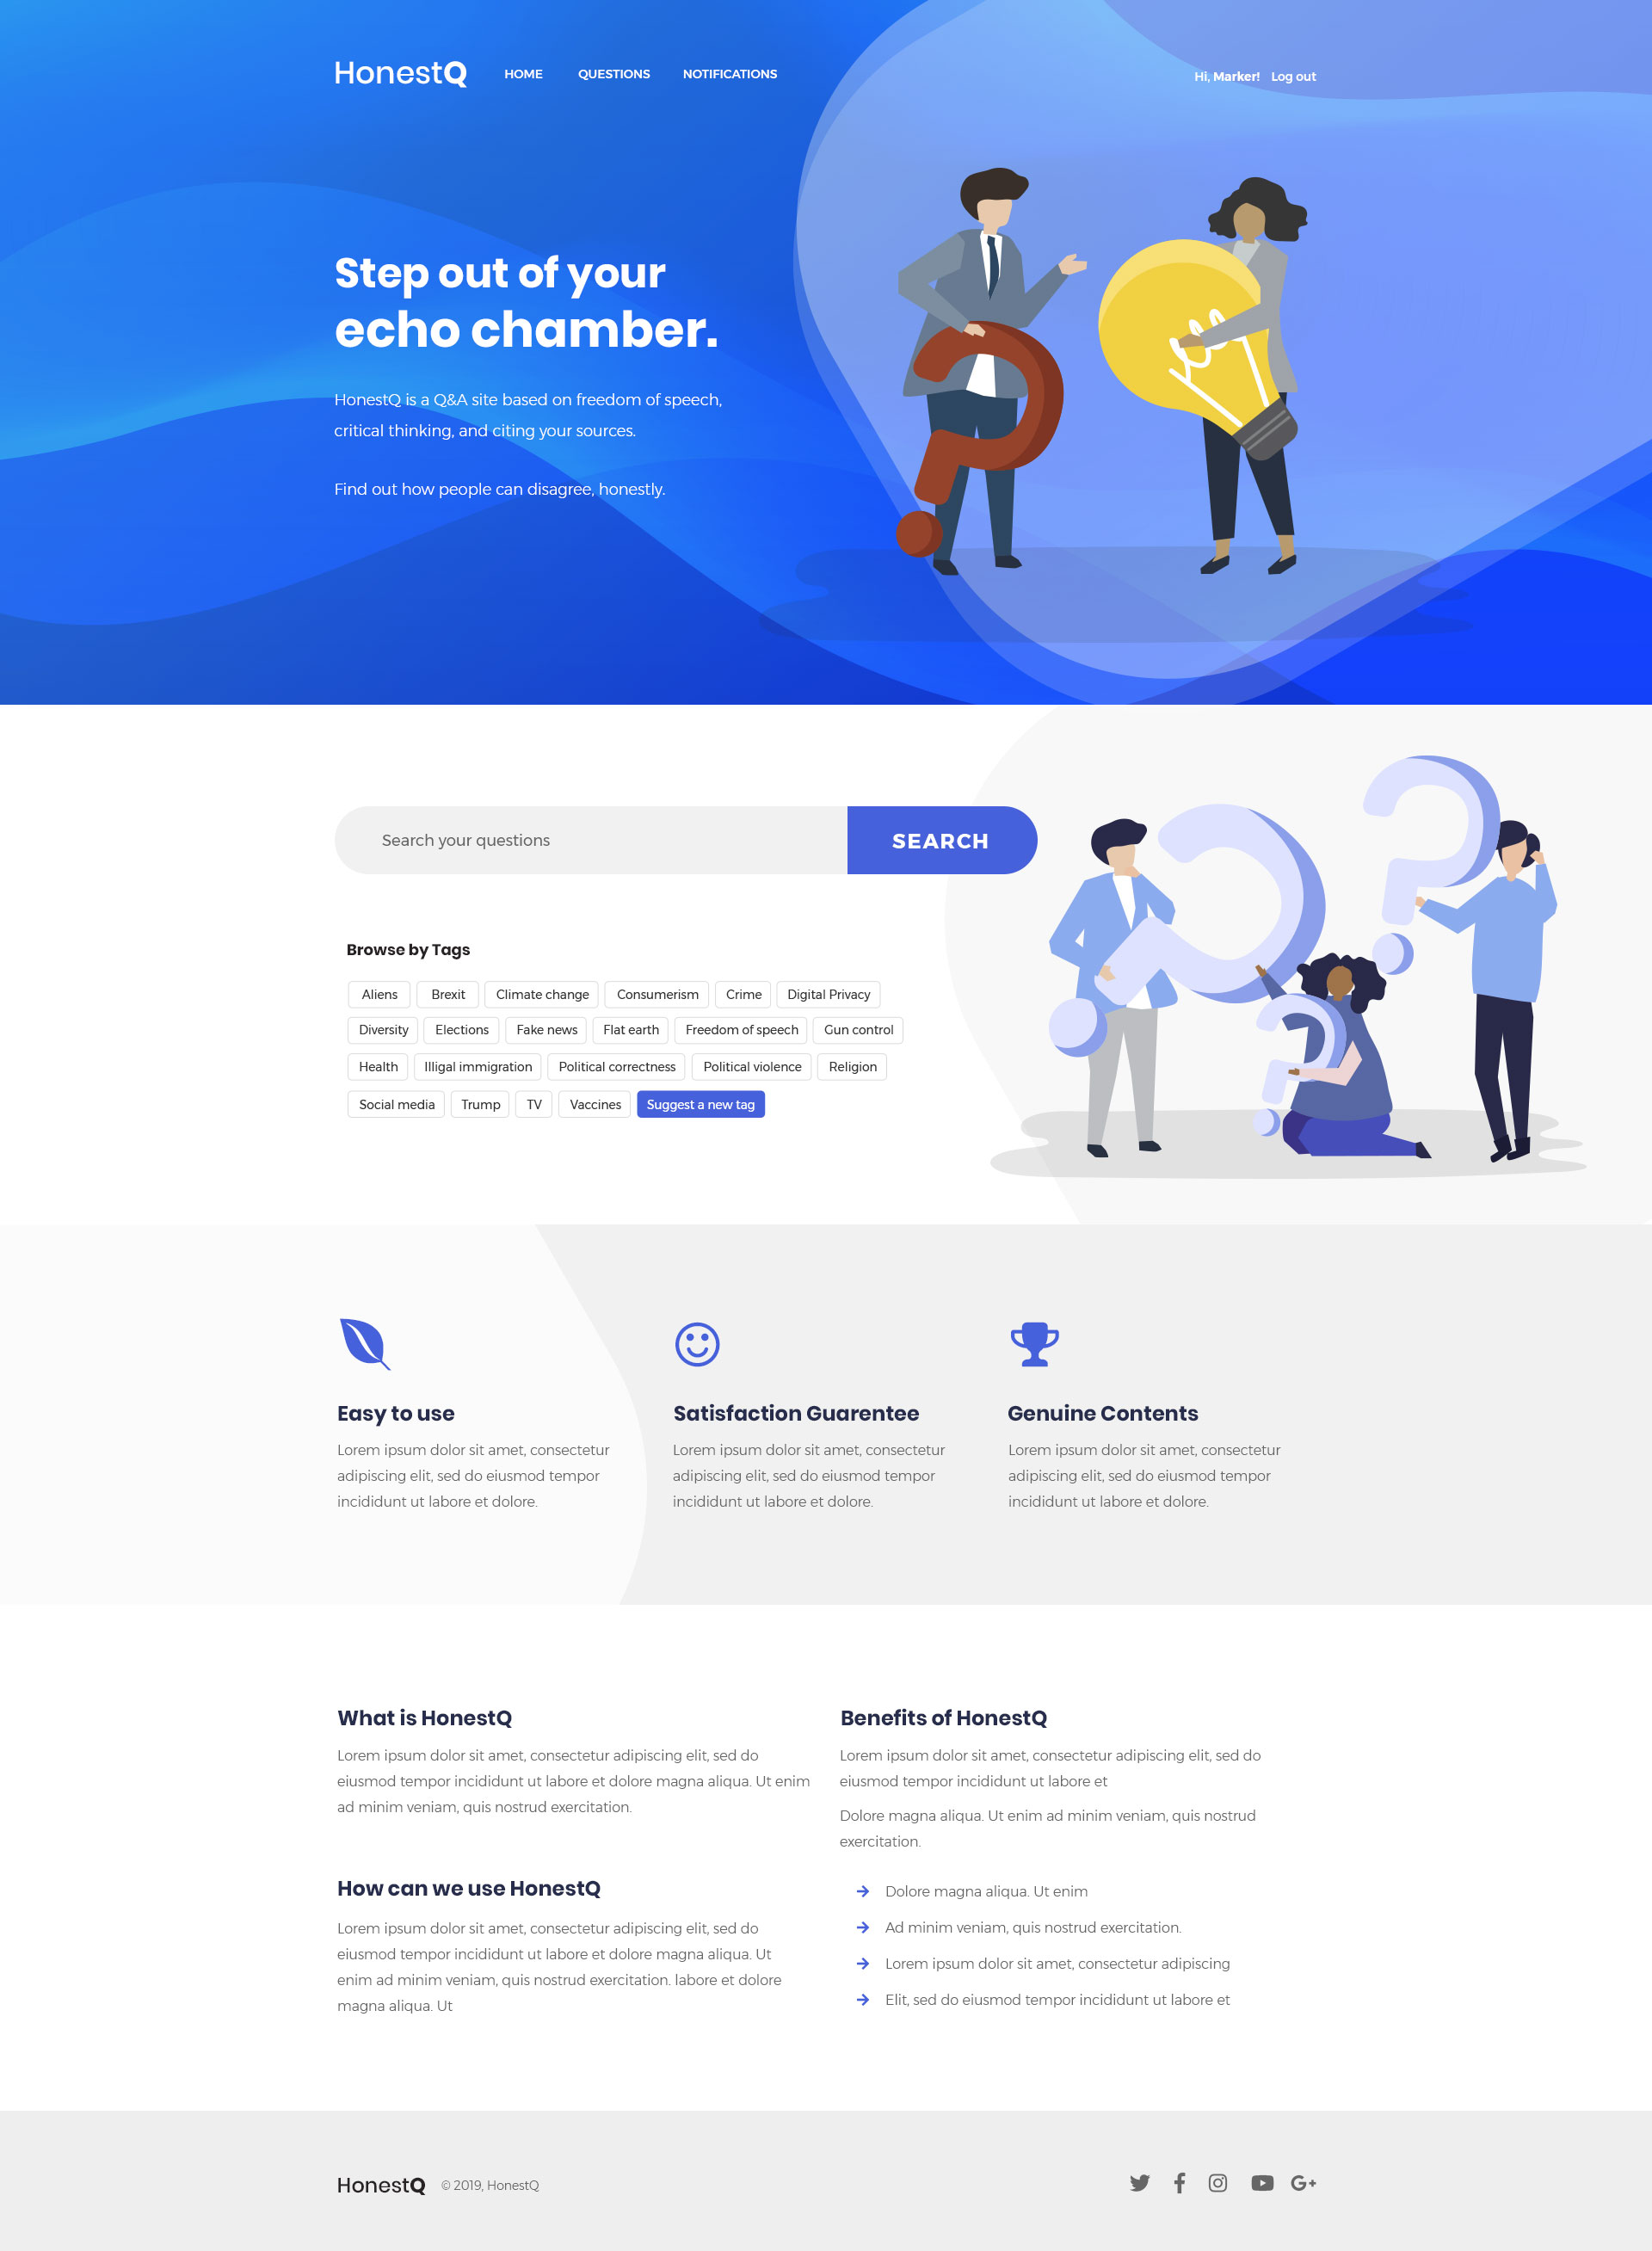 HonestQ HOME QUESTIONS NOTIFICATIONS Hi, Marker! Log out
Step out of your
echo chamber.
HonestQ is a Q&A site based on freedom of speech,
critical thinking, and citing your sources.
Find out how people can disagree, honestly.
Search your questions SEARCH
Browse by Tags
Aliens Brexit Climate change Consumerism Crime Digital Privacy
Diversity Elections Fake news Flat earth Freedom of speech Gun control
Health Illigal immigration Political correctness Political violence Religion
Social media Trump TV Vaccines Suggest a new tag
Easy to use
Lorem ipsum dolor sit amet, consectetur
adipiscing elit, sed do eiusmod tempor
incididunt ut labore et dolore.
Satisfaction Guarentee
Lorem ipsum dolor sit amet, consectetur
adipiscing elit, sed do eiusmod tempor
incididunt ut labore et dolore.
Genuine Contents
Lorem ipsum dolor sit amet, consectetur
adipiscing elit, sed do eiusmod tempor
incididunt ut labore et dolore.
What is HonestQ
Lorem ipsum dolor sit amet, consectetur adipiscing elit, sed do
eiusmod tempor incididunt ut labore et dolore magna aliqua. Ut enim
ad minim veniam, quis nostrud exercitation.
How can we use HonestQ
Lorem ipsum dolor sit amet, consectetur adipiscing elit, sed do
eiusmod tempor incididunt ut labore et dolore magna aliqua. Ut
enim ad minim veniam, quis nostrud exercitation. labore et dolore
magna aliqua. Ut
Benefits of HonestQ
Lorem ipsum dolor sit amet, consectetur adipiscing elit, sed do
eiusmod tempor incididunt ut labore et
Dolore magna aliqua. Ut enim ad minim veniam, quis nostrud
exercitation.
Dolore magna aliqua. Ut enim
Ad minim veniam, quis nostrud exercitation.
Lorem ipsum dolor sit amet, consectetur adipiscing
Elit, sed do eiusmod tempor incididunt ut labore et
HonestQ © 2019, HonestQ